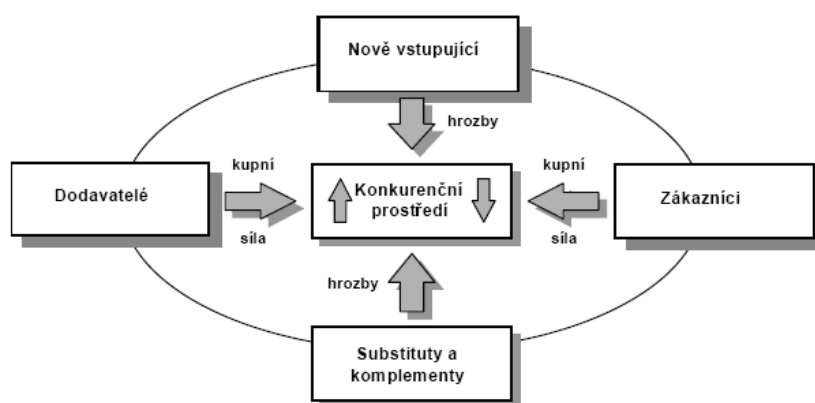 Nově vstupující
hrozby
Dodavatelé
kupní
síla
Konkurenční
prostředí
kupní
síla
Zákazníci
hrozby
Substituty a
komplementy